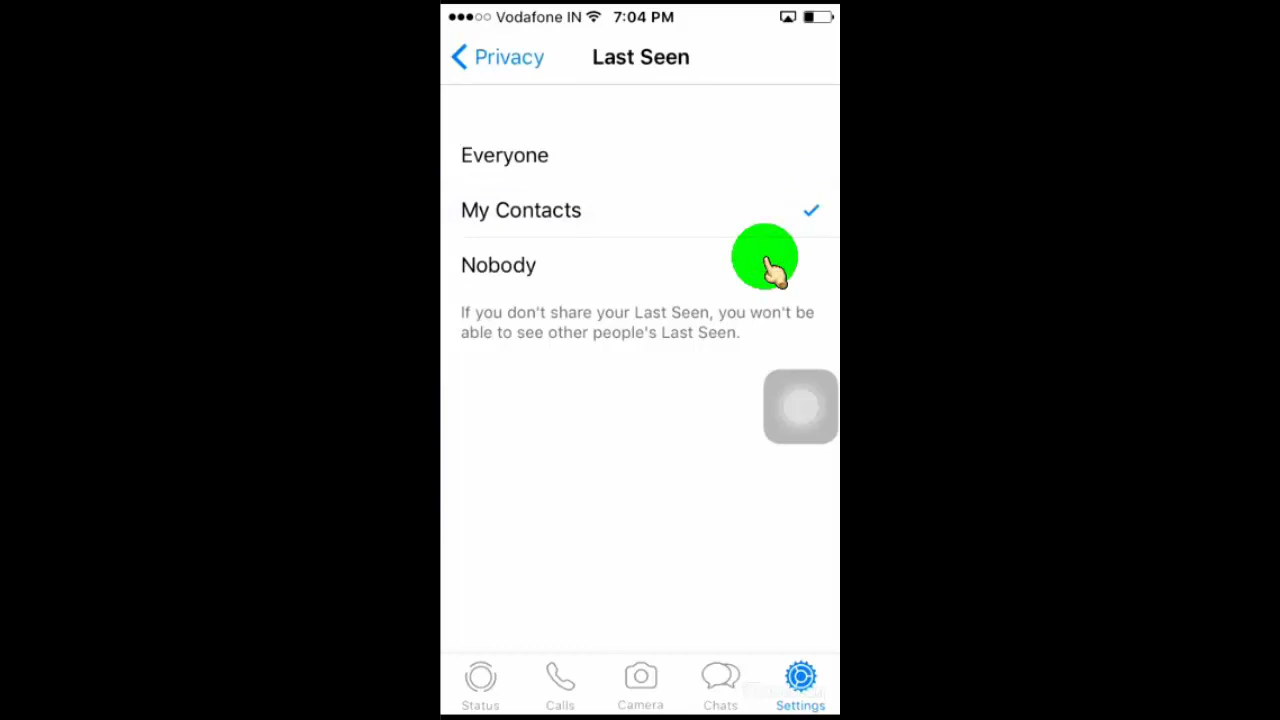 Vodafone IN 7:04 PM
Privacy Last Seen
Everyone
My Contacts
Nobody
If you don't share your Last Seen, you won't be
able to see other people's Last Seen.
Status Calls Camera Chats Settings